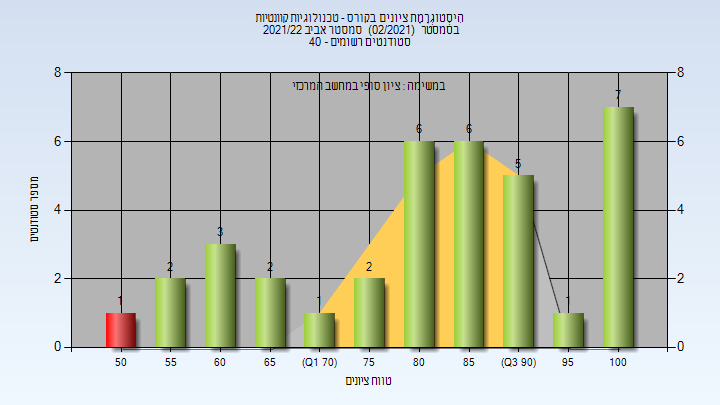 היסטוגרמת ציונים בקורס - טכנולוגיות קוונטיות
בסמסטר (02/2021) סמסטר אביב 2021/22
סטודנטים רשומים - 40
במשימה : ציון סופי במחשב המרכזי
8 8
7
6 6 6 6
5
4 4
3
2 2 2 2 2
1 1 1
0 0
50 55 60 65 (Q1 70) 75 80 85 (Q3 90) 95 100
מספר סטודנטים
טווח ציונים